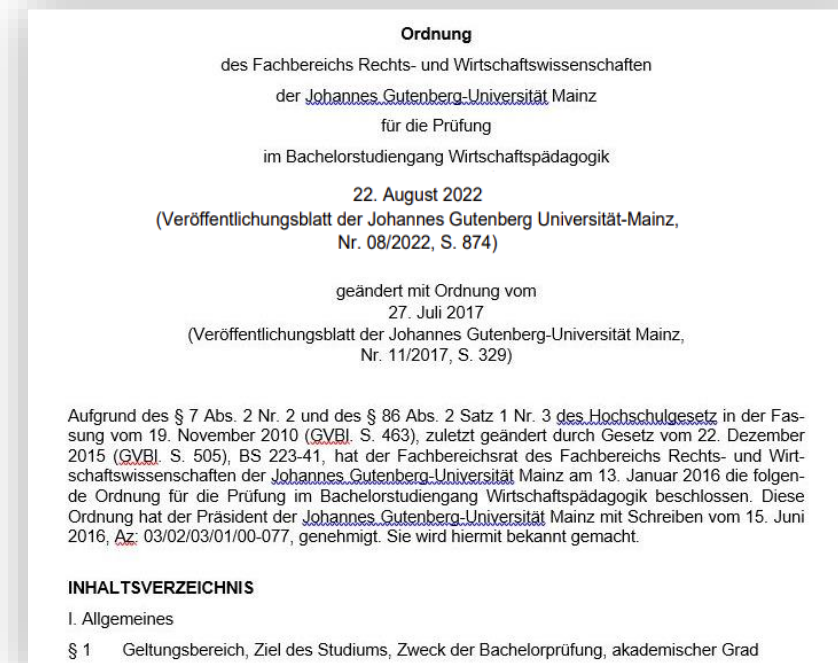 Ordnung
des Fachbereichs Rechts- und Wirtschaftswissenschaften
der Johannes Gutenberg-Universität Mainz
für die Prüfung
im Bachelorstudiengang Wirtschaftspädagogik
22. August 2022
(Veröffentlichungsblatt der Johannes Gutenberg Universität-Mainz,
Nr. 08/2022, S. 874)
geändert mit Ordnung vom
27. Juli 2017
(Veröffentlichungsblatt der Johannes Gutenberg-Universität Mainz,
Nr. 11/2017, S. 329)
Aufgrund des § 7 Abs. 2 Nr. 2 und des § 86 Abs. 2 Satz 1 Nr. 3 des Hochschulgesetz in der Fas-
sung vom 19. November 2010 (GVBl. S. 463), zuletzt geändert durch Gesetz vom 22. Dezember
2015 (GVBl. S. 505), BS 223-41, hat der Fachbereichsrat des Fachbereichs Rechts- und Wirt-
schaftswissenschaften der Johannes Gutenberg-Universität Mainz am 13. Januar 2016 die folgen-
de Ordnung für die Prüfung im Bachelorstudiengang Wirtschaftspädagogik beschlossen. Diese
Ordnung hat der Präsident der Johannes Gutenberg-Universität Mainz mit Schreiben vom 15. Juni
2016, Az: 03/02/03/01/00-077, genehmigt. Sie wird hiermit bekannt gemacht.
INHALTSVERZEICHNIS
I. Allgemeines
§ 1 Geltungsbereich, Ziel des Studiums, Zweck der Bachelorprüfung, akademischer Grad